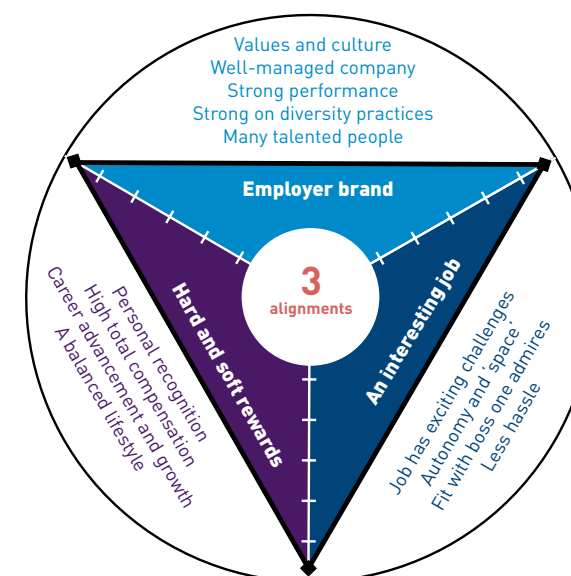 Values and culture
Well-managed company
Strong performance
Strong on diversity practices
Many talented people
Employer brand
3
alignments
Hard and soft rewards
An interesting job
Personal recognition
High total compensation
Career advancement and growth
A balanced lifestyle
Job has exciting challenges
Autonomy and ‘space’
Fit with boss one admires
Less hassle